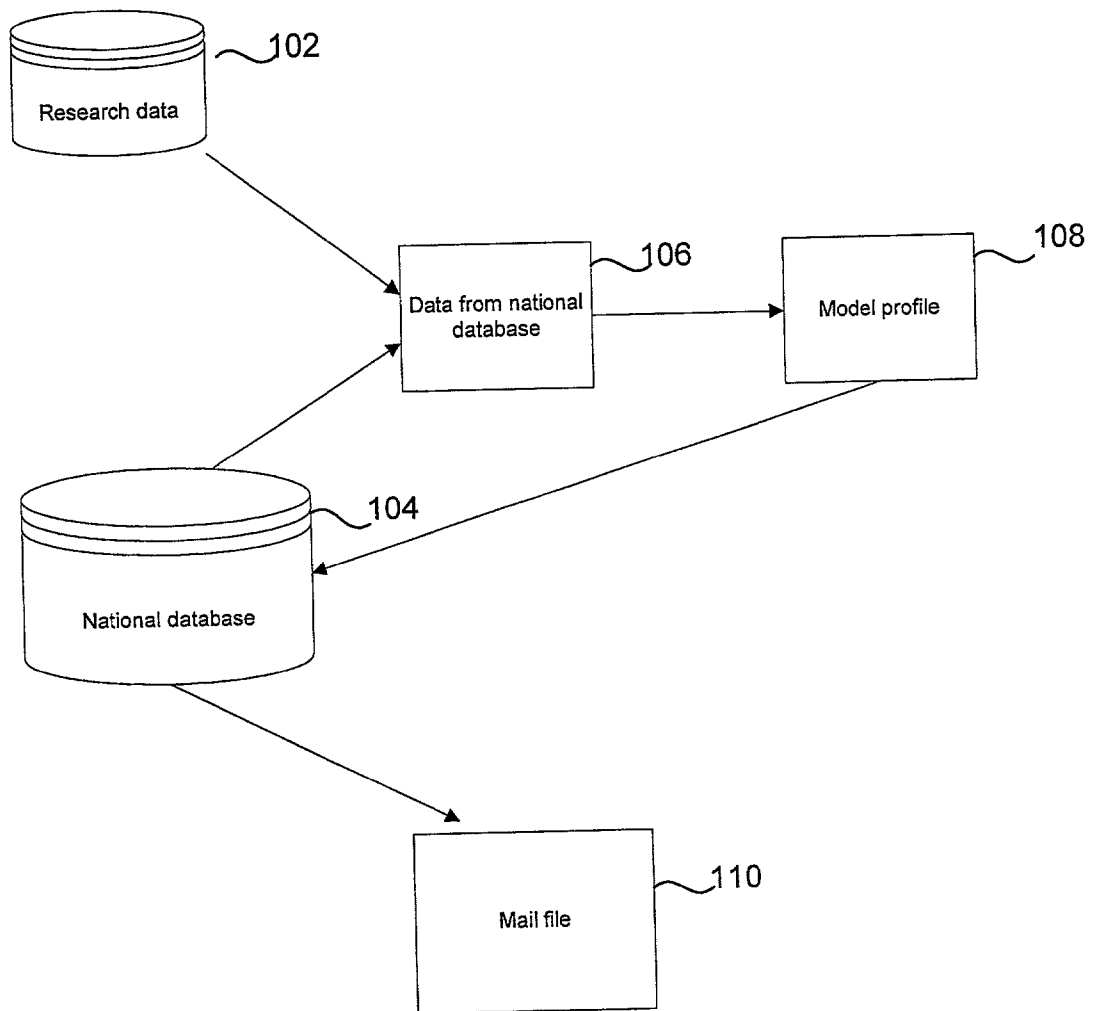 102
Research data
106
108
Data from national
database
Model profile
104
National database
110
Mail file